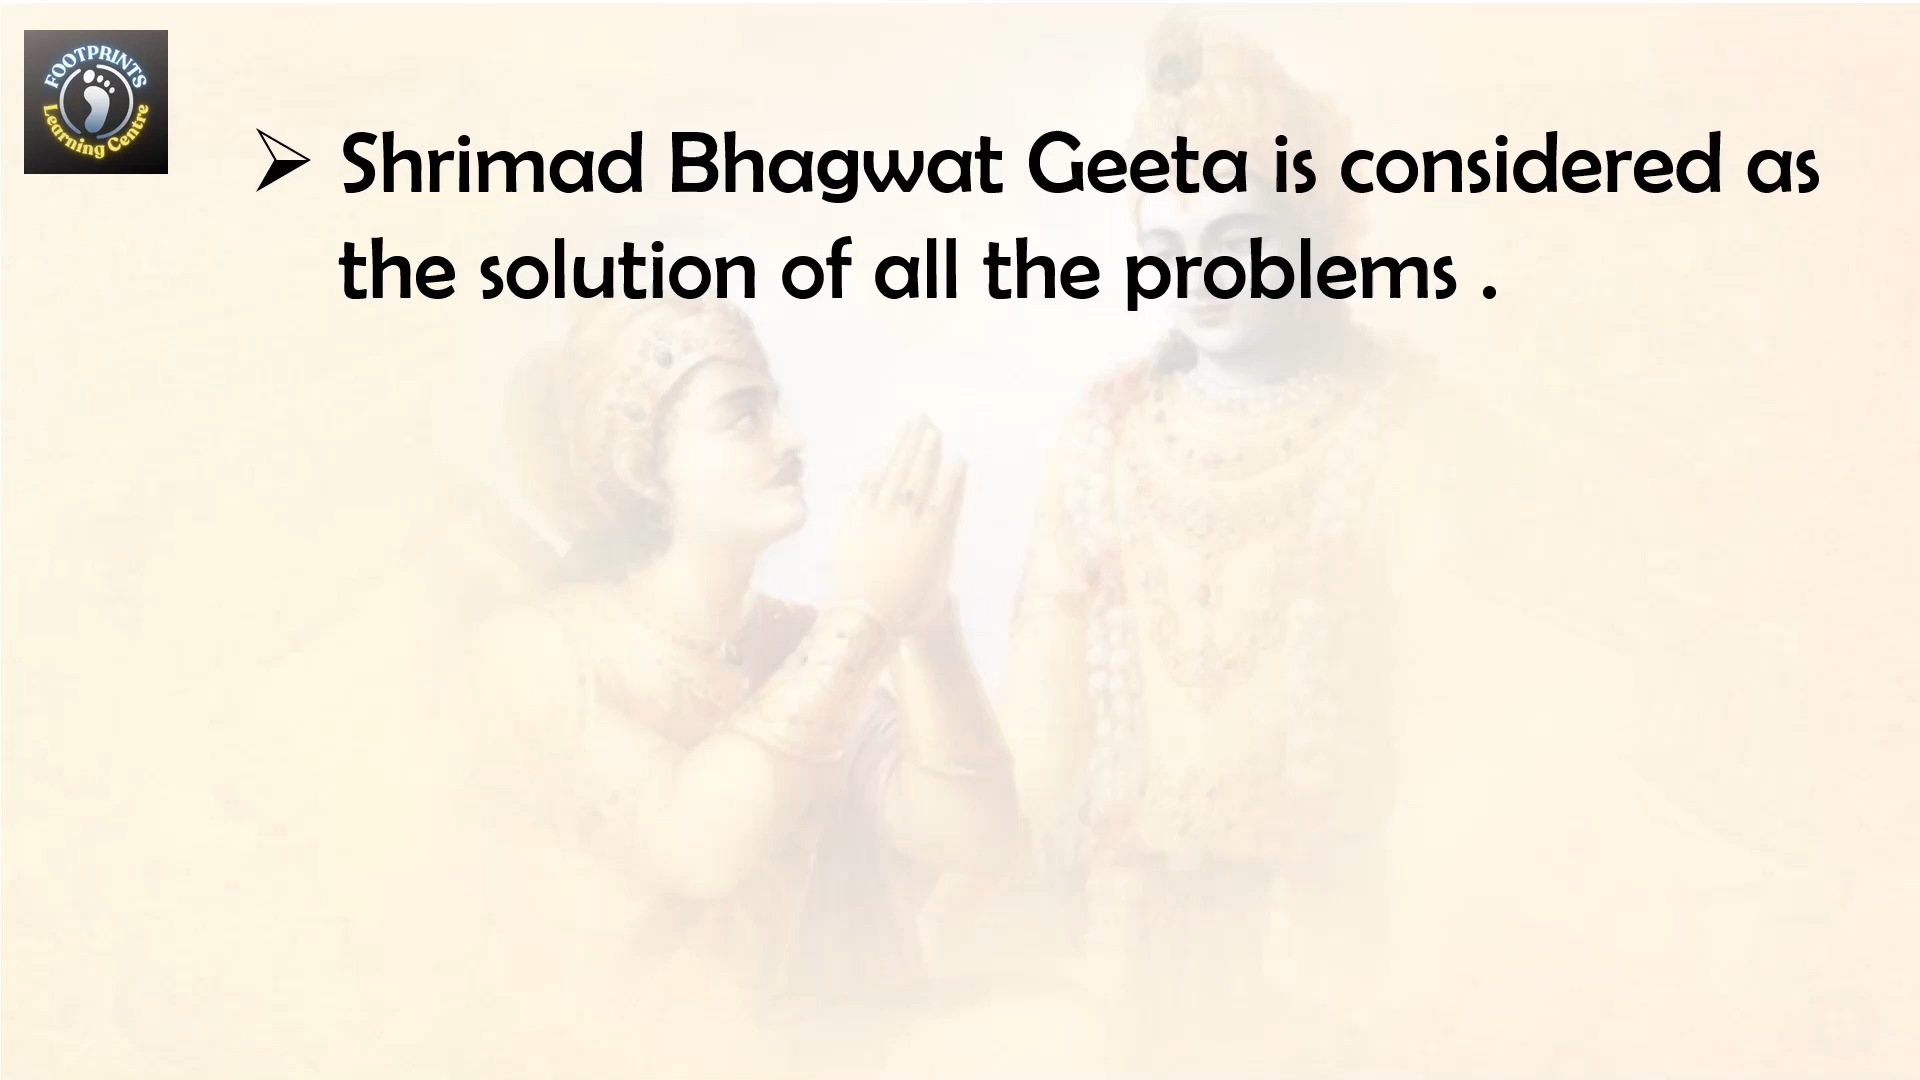 FOOTPRINTS
Learning Centre
➢ Shrimad Bhagwat Geeta is considered as
the solution of all the problems .